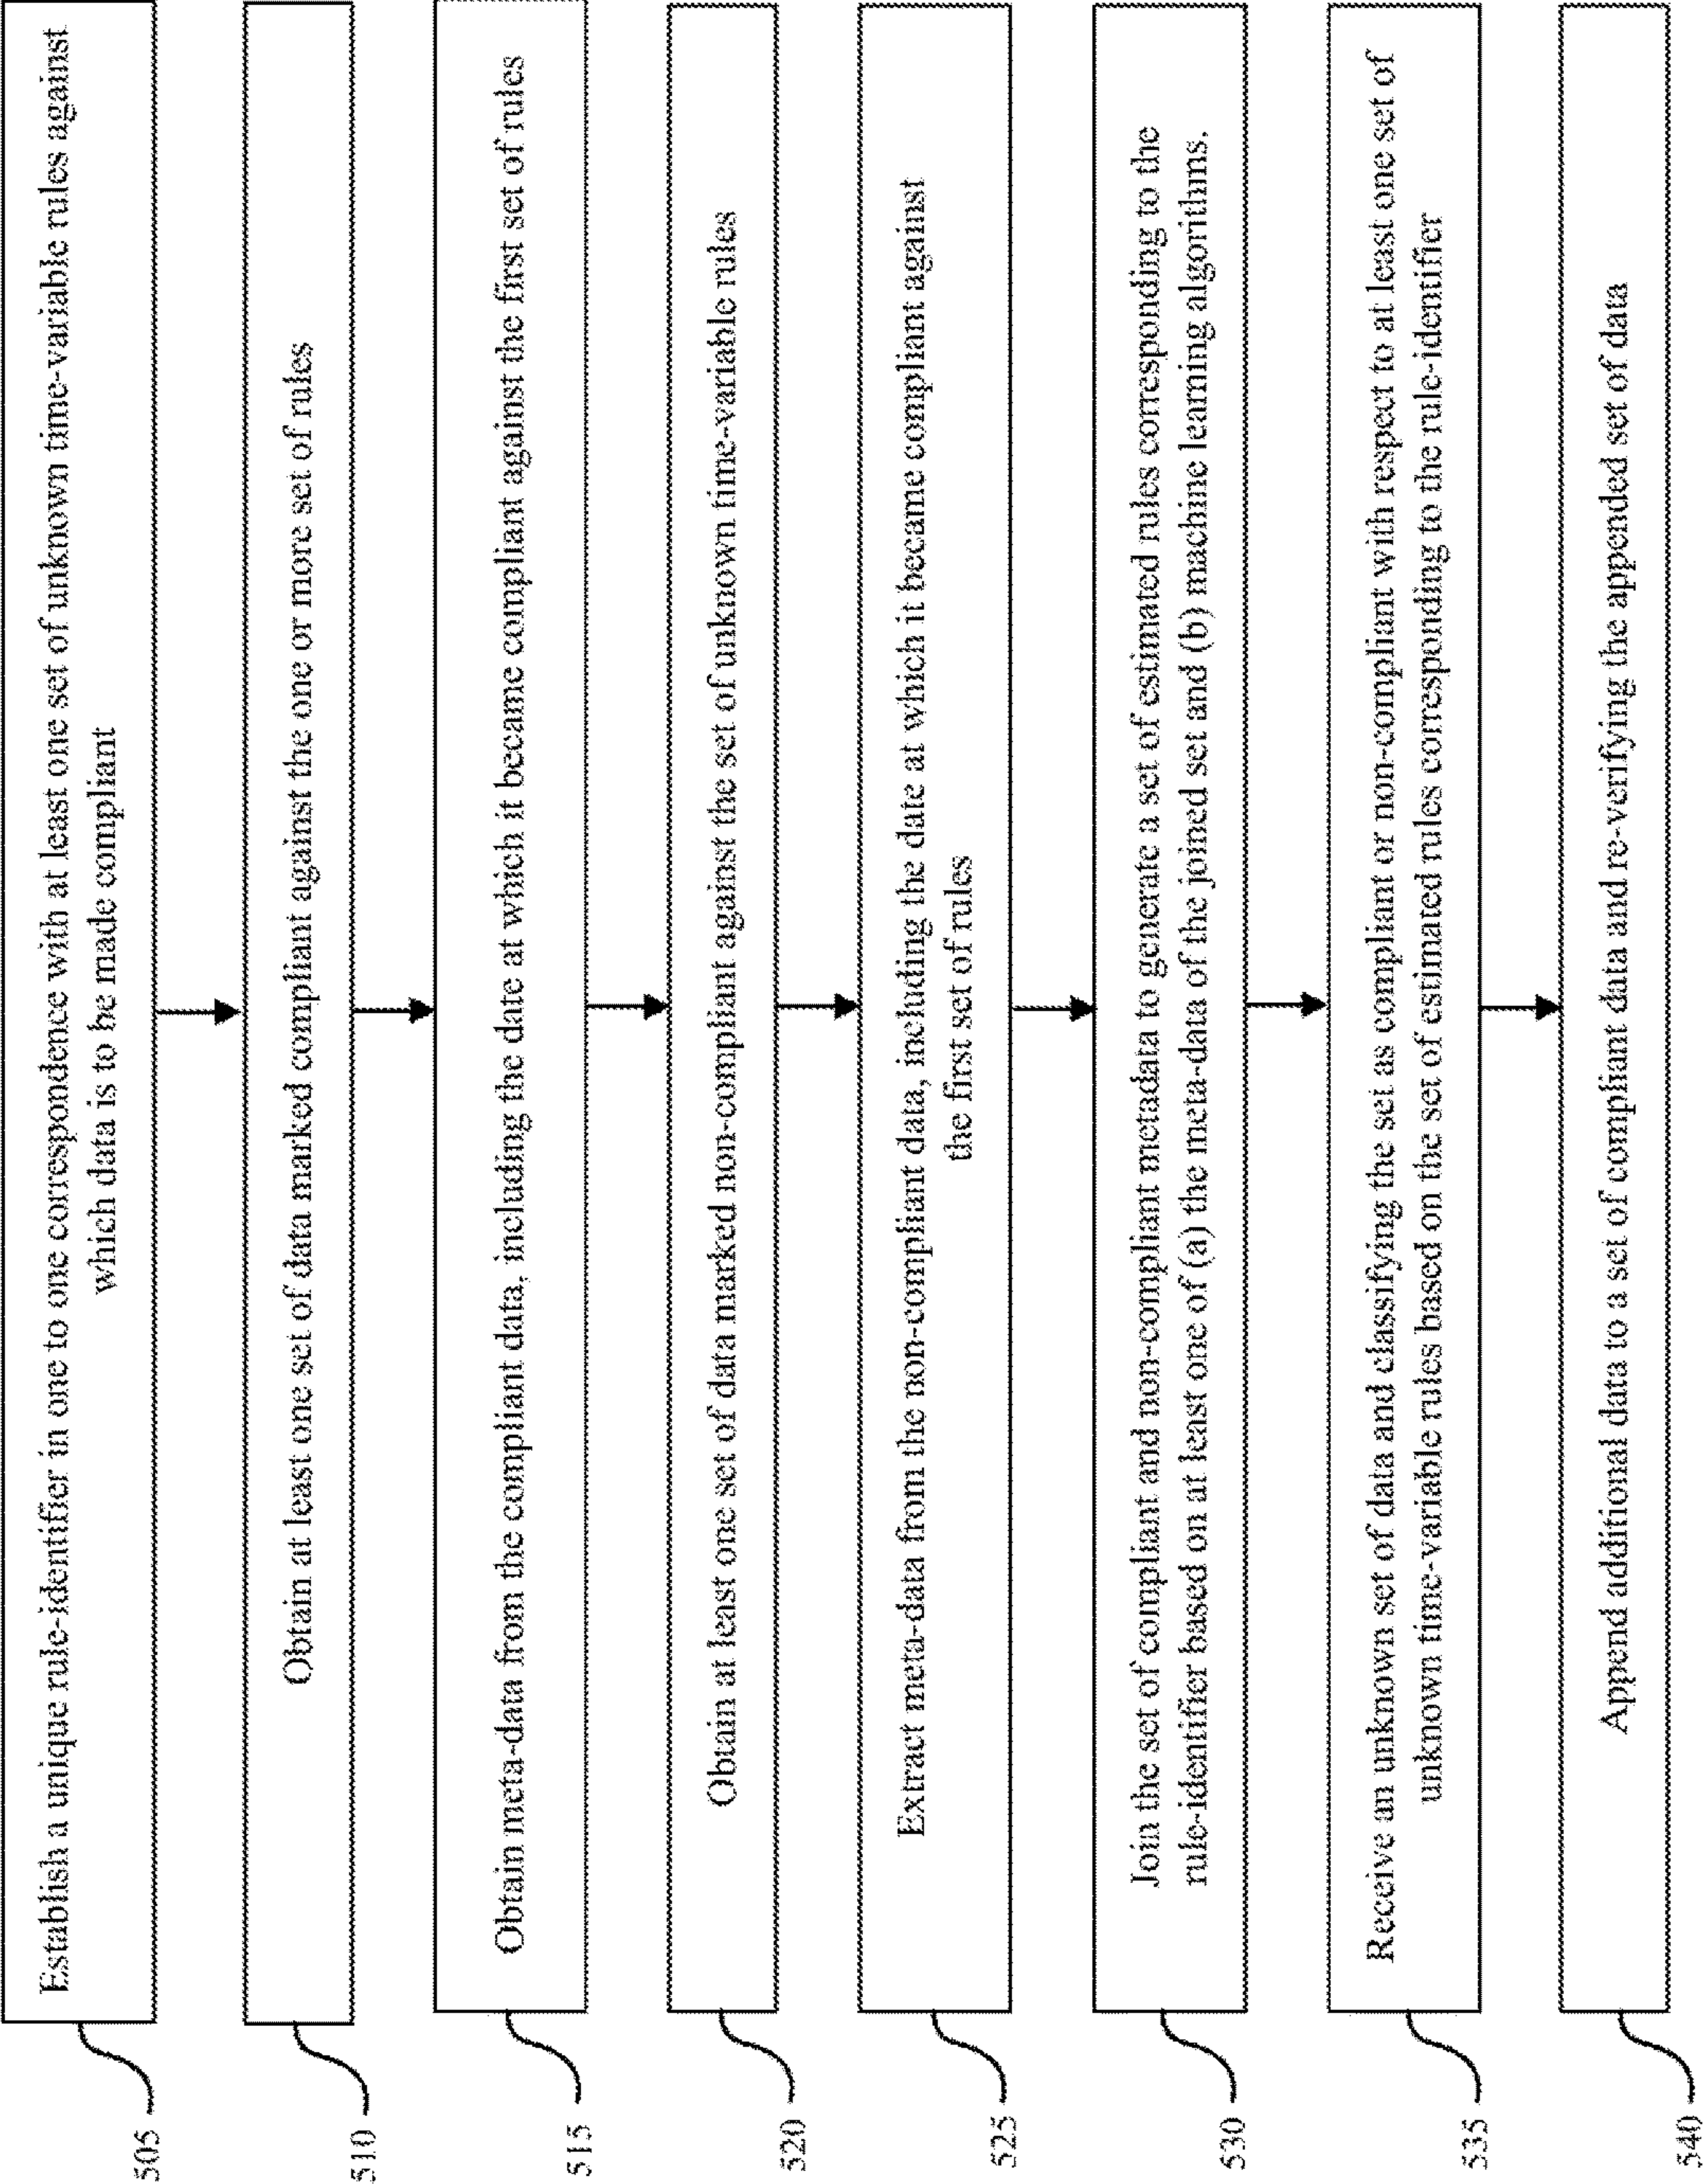 Establish a unique rule-identifier in one to one correspondence with at least one set of unknown time-variable rules against
which data is to be made compliant
505
Obtain at least one set of data marked compliant against the one or more set of rules
510
Obtain meta-data from the compliant data, including the date at which it became compliant against the first set of rules
515
Obtain at least one set of data marked non-compliant against the set of unknown time-variable rules
520
Extract meta-data from the non-compliant data, including the date at which it became compliant against
the first set of rules
525
Join the set of compliant and non-compliant metadata to generate a set of estimated rules corresponding to the
rule-identifier based on at least one of (a) the meta-data of the joined set and (b) machine learning algorithms.
530
Receive an unknown set of data and classifying the set as compliant or non-compliant with respect to at least one set of
unknown time-variable rules based on the set of estimated rules corresponding to the rule-identifier
535
Append additional data to a set of compliant data and re-verifying the appended set of data
540